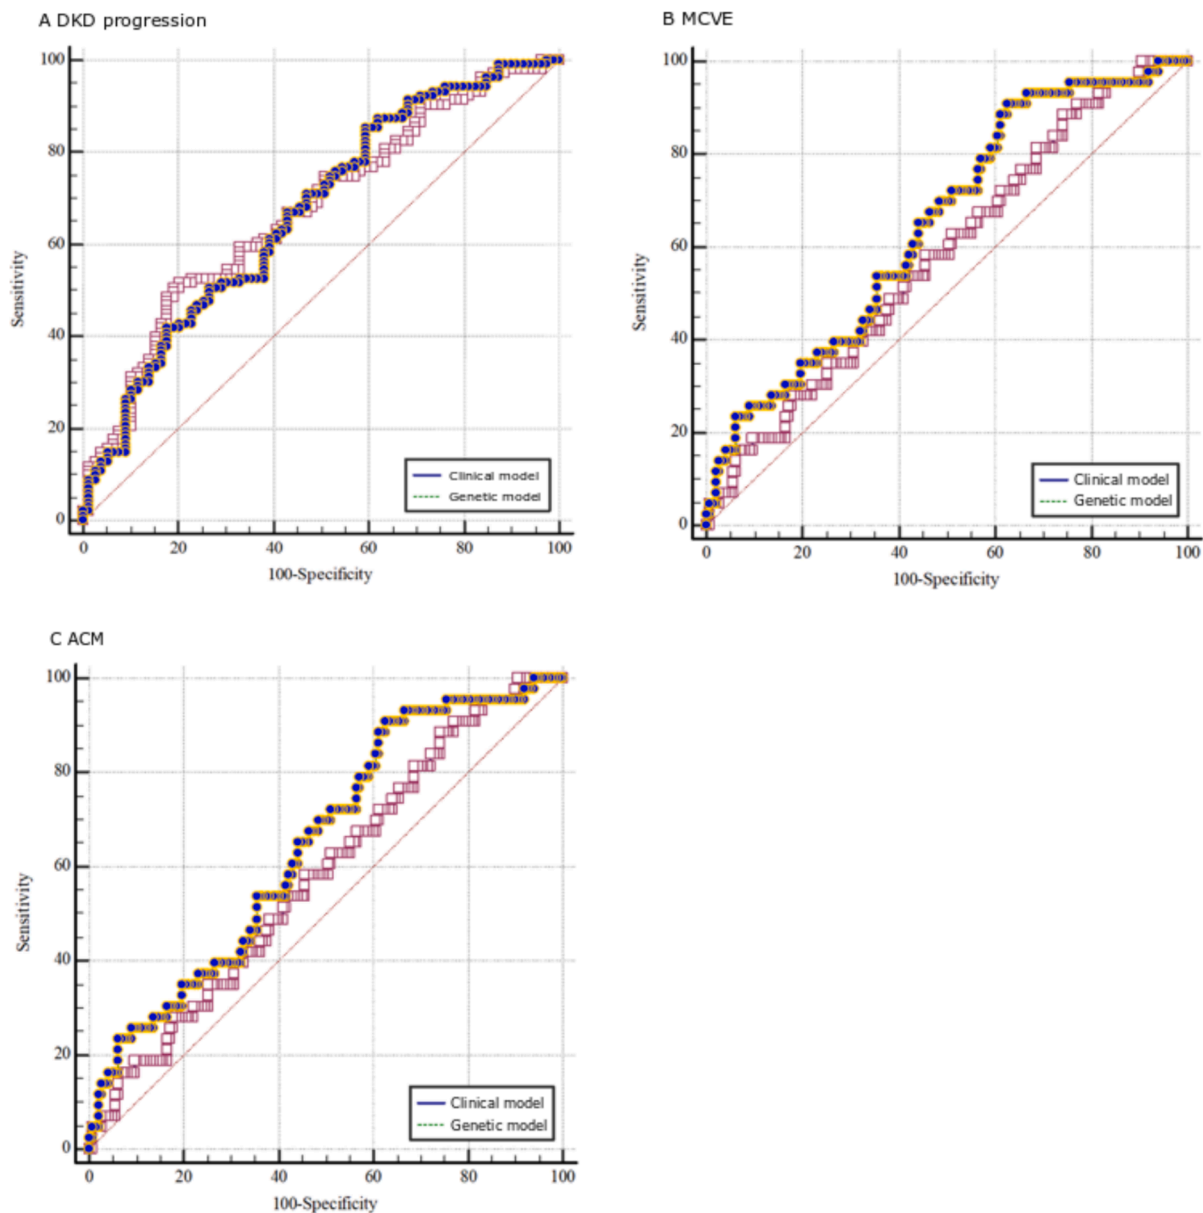 A DKD progression
100
80
60
40
20
0
Sensitivity
0 20 40 60 80 100
100-Specificity
Clinical model
Genetic model
B MCVE
100
80
60
40
20
0
Sensitivity
0 20 40 60 80 100
100-Specificity
Clinical model
Genetic model
C ACM
100
80
60
40
20
0
Sensitivity
0 20 40 60 80 100
100-Specificity
Clinical model
Genetic model